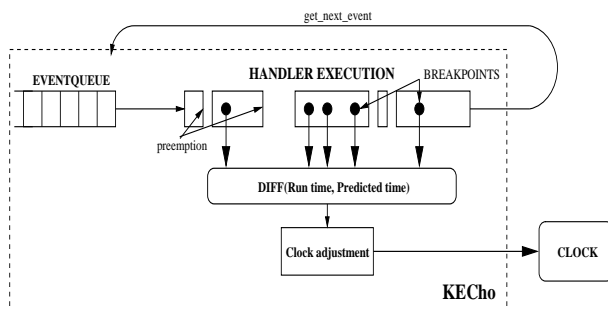 get_next_event
EVENTQUEUE
HANDLER EXECUTION
BREAKPOINTS
preemption
DIFF(Run time, Predicted time)
Clock adjustment
CLOCK
KECho